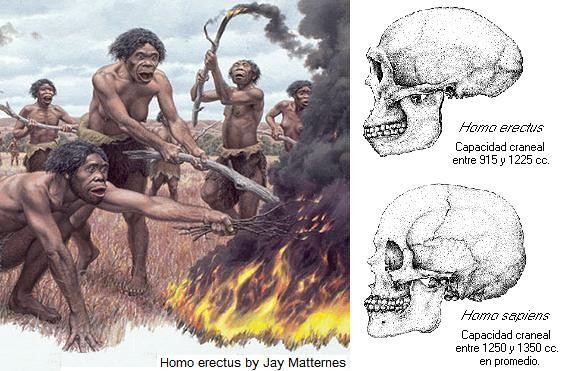 Homo erectus
Capacidad craneal
entre 915 y 1225 cc.
Homo sapiens
Capacidad craneal
entre 1250 y 1350 cc.
en promedio.
Homo erectus by Jay Matternes